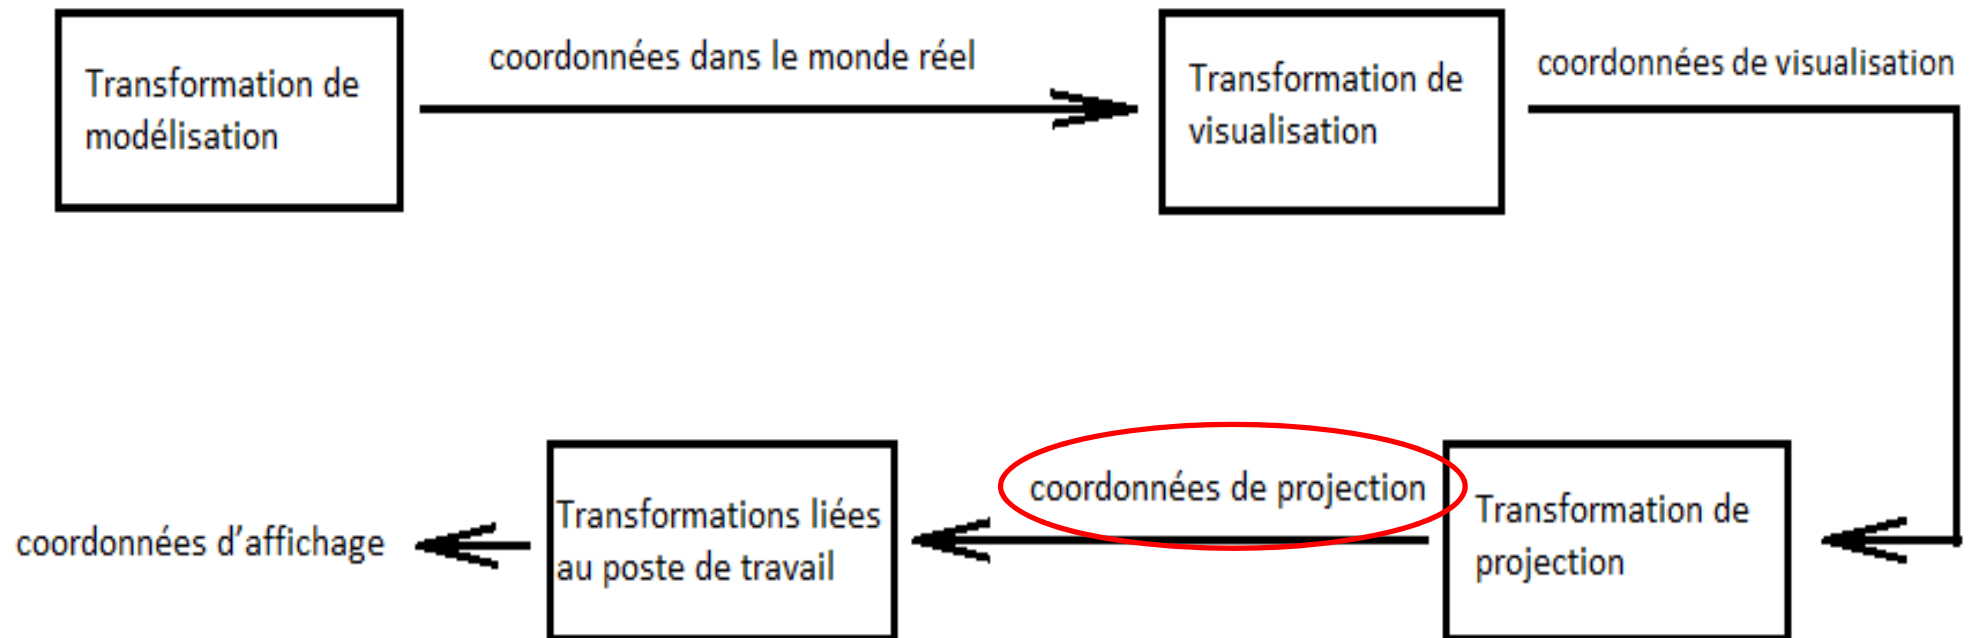 Transformation de
modélisation
coordonnées dans le monde réel
Transformation de
visualisation
coordonnées de visualisation
Transformation de
projection
coordonnées de projection
Transformations liées
au poste de travail
coordonnées d’affichage